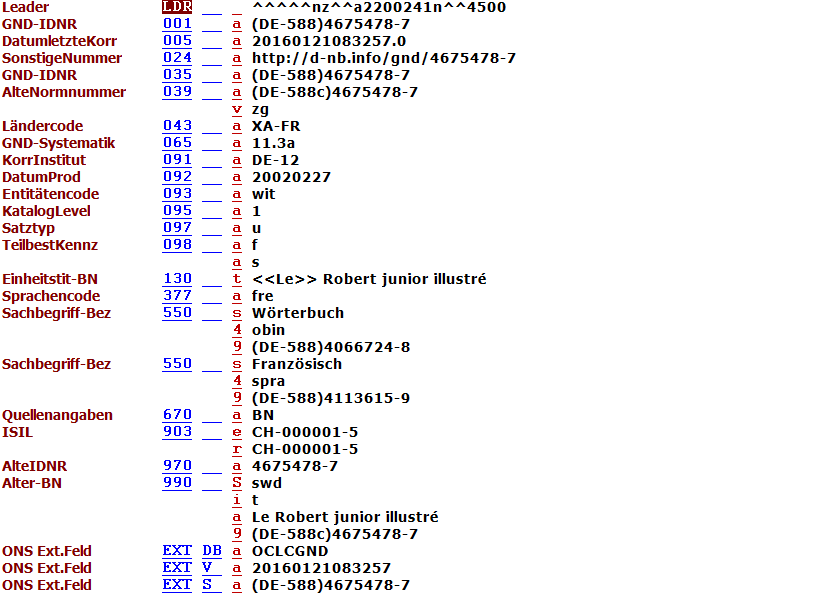 Leader LDR __ _ ^^^^^nz^^a2200241n^^4500
GND-IDNR 001 __ a (DE-588)4675478-7
DatumletzteKorr 005 __ a 20160121083257.0
SonstigeNummer 024 __ a http://d-nb.info/gnd/4675478-7
GND-IDNR 035 __ a (DE-588)4675478-7
AlteNormnummer 039 __ a (DE-588c)4675478-7
v zg
Ländercode 043 __ a XA-FR
GND-Systematik 065 __ a 11.3a
KorrInstitut 091 __ a DE-12
DatumProd 092 __ a 20020227
Entitätencode 093 __ a wit
KatalogLevel 095 __ a 1
Satztyp 097 __ a u
TeilbestKennz 098 __ a f
a s
Einheitstit-BN 130 __ t <<Le>> Robert junior illustré
Sprachencode 377 __ a fre
Sachbegriff-Bez 550 __ s Wörterbuch
4 obin
9 (DE-588)4066724-8
Sachbegriff-Bez 550 __ s Französisch
4 spra
9 (DE-588)4113615-9
Quellenangaben 670 __ a BN
ISIL 903 __ e CH-000001-5
r CH-000001-5
AlteIDNR 970 __ a 4675478-7
Alter-BN 990 __ S swd
i t
a Le Robert junior illustré
9 (DE-588c)4675478-7
ONS Ext.Feld EXT DB a OCLCGND
ONS Ext.Feld EXT V a 20160121083257
ONS Ext.Feld EXT S a (DE-588)4675478-7